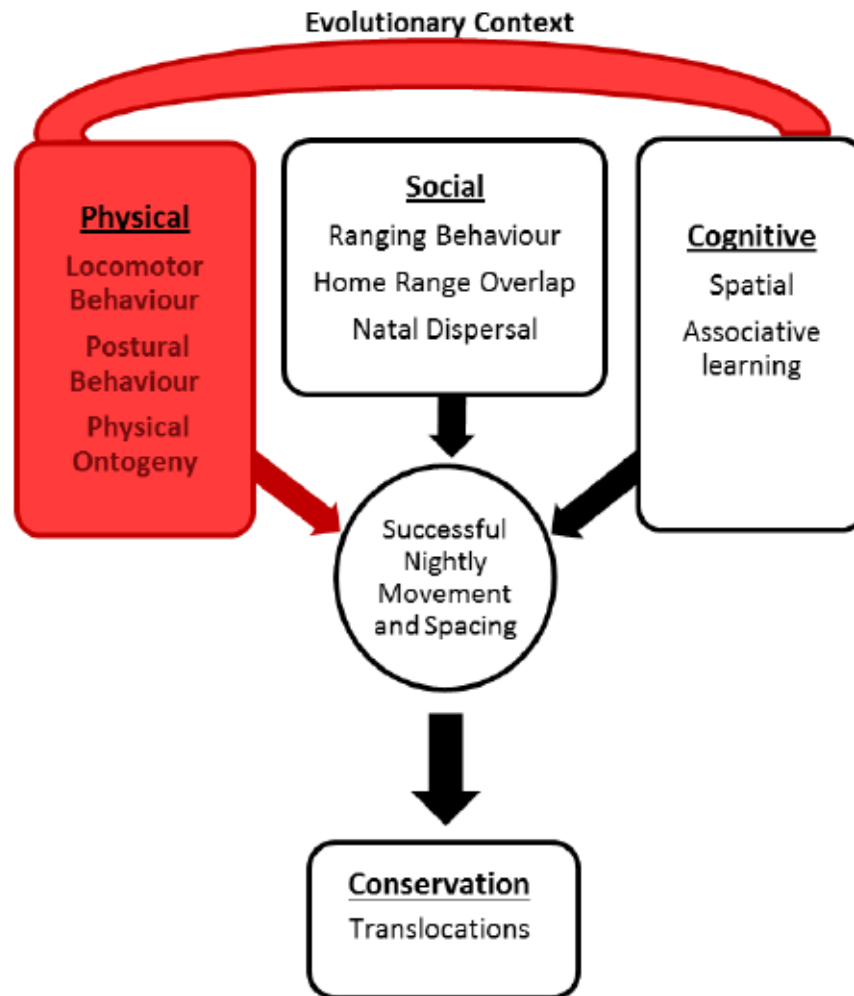 Evolutionary Context
Physical
Locomotor
Behaviour
Postural
Behaviour
Physical
Ontogeny
Social
Ranging Behaviour
Home Range Overlap
Natal Dispersal
Cognitive
Spatial
Associative
learning
Successful
Nightly
Movement
and Spacing
Conservation
Translocations